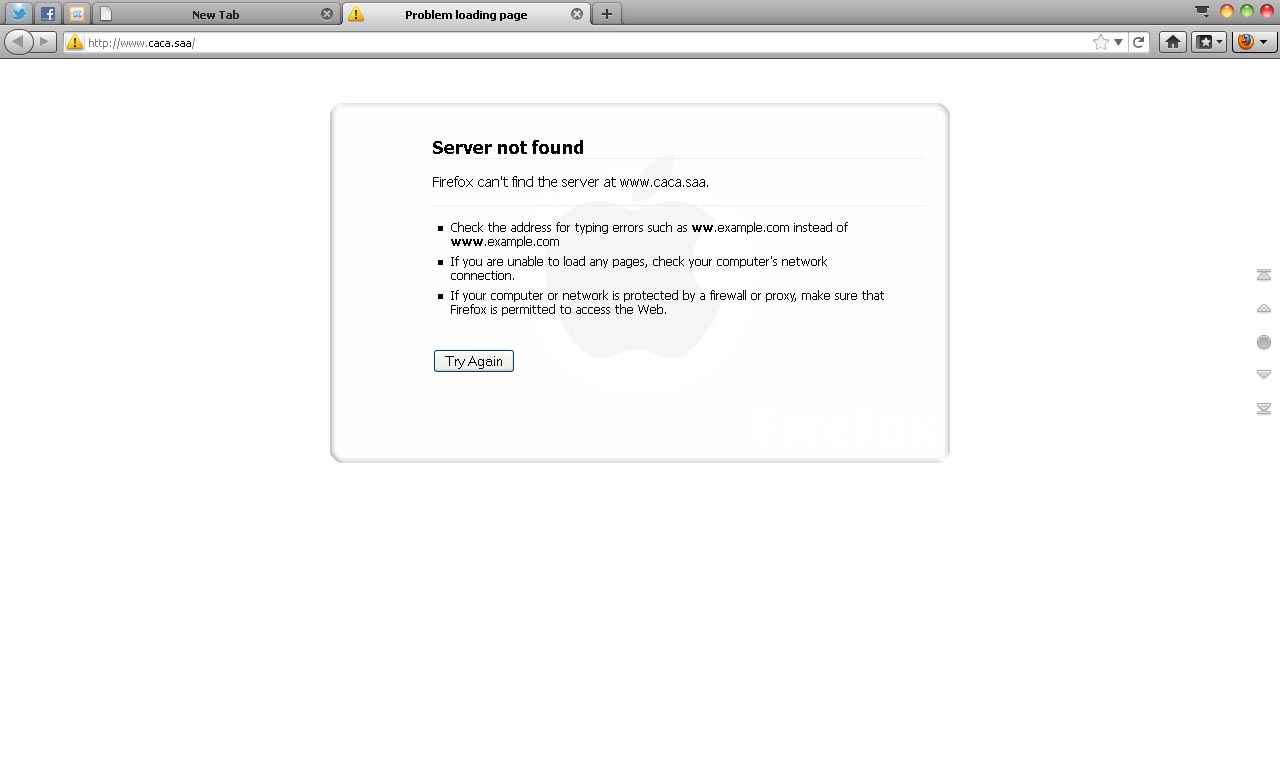 New Tab
Problem loading page
http://www.caca.saa/
Server not found
Firefox can't find the server at www.caca.saa.
Check the address for typing errors such as ww.example.com instead of
www.example.com
If you are unable to load any pages, check your computer's network
connection.
If your computer or network is protected by a firewall or proxy, make sure that
Firefox is permitted to access the Web.
Try Again